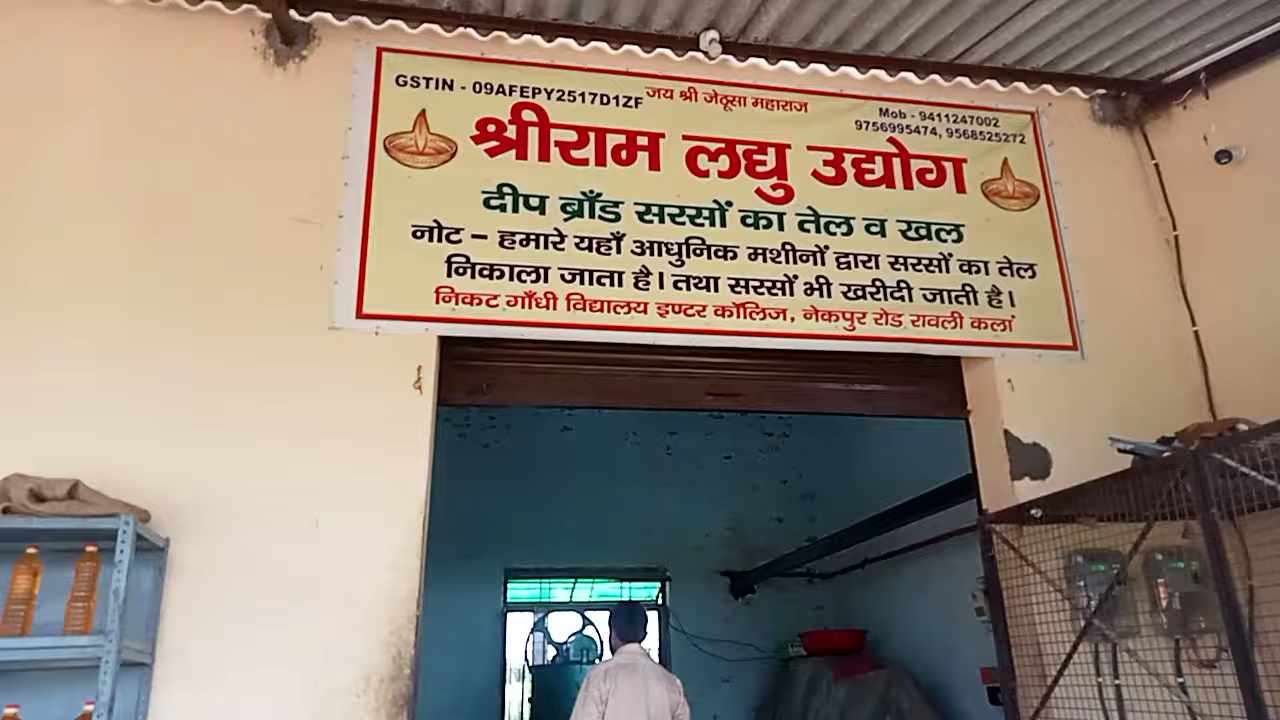 GSTIN - 09AFEPY2517D1ZF
जय श्री जेठूसा महाराज
Mob - 9411247002
9756995474, 9568525272
श्रीराम लद्यु उद्योग
दीप ब्राँड सरसों का तेल व खल
नोट – हमारे यहाँ आधुनिक मशीनों द्वारा सरसों का तेल
निकाला जाता है। तथा सरसों भी खरीदी जाती है।
निकट गाँधी विद्यालय इण्टर कॉलिज, नेकपुर रोड रावली कलां